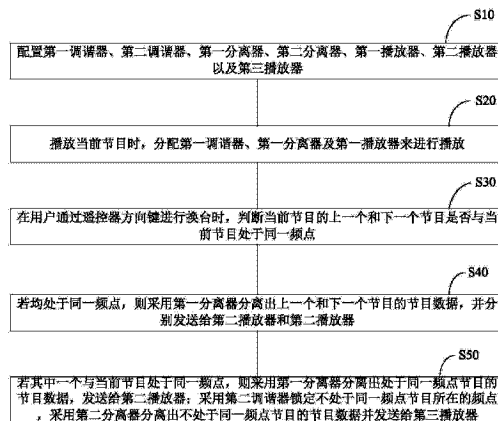 S10
配置第一调谐器、第二调谐器、第一分离器、第二分离器、第一播放器、第二播放器
以及第三播放器
S20
播放当前节目时，分配第一调谐器、第一分离器及第一播放器来进行播放
S30
在用户通过遥控器方向键进行换台时，判断当前节目的上一个和下一个节目是否与当
前节目处于同一频点
S40
若均处于同一频点，则采用第一分离器分离出上一个和下一个节目的节目数据，并分
别发送给第二播放器和第二播放器
S50
若其中一个与当前节目处于同一频点，则采用第一分离器分离出处于同一频点节目的
节目数据，发送给第二播放器；采用第二调谐器锁定不处于同一频点节目所在的频点
，采用第二分离器分离出不处于同一频点节目的节目数据并发送给第三播放器